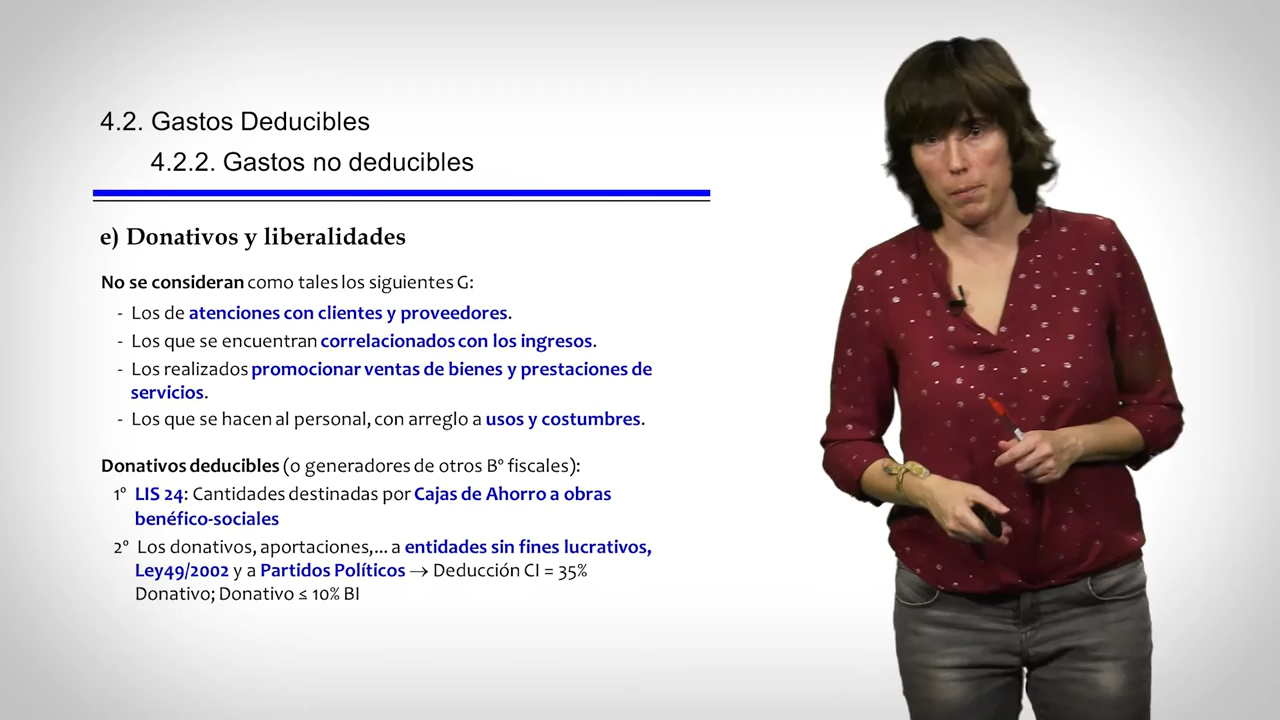 4.2. Gastos Deducibles
4.2.2. Gastos no deducibles
e) Donativos y liberalidades
No se consideran como tales los siguientes G:
- Los de atenciones con clientes y proveedores.
- Los que se encuentran correlacionados con los ingresos.
- Los realizados promocionar ventas de bienes y prestaciones de
servicios.
- Los que se hacen al personal, con arreglo a usos y costumbres.
Donativos deducibles (o generadores de otros Bº fiscales):
1º LIS 24: Cantidades destinadas por Cajas de Ahorro a obras
benéfico-sociales
2º Los donativos, aportaciones,... a entidades sin fines lucrativos,
Ley49/2002 y a Partidos Políticos → Deducción CI = 35%
Donativo; Donativo ≤ 10% BI